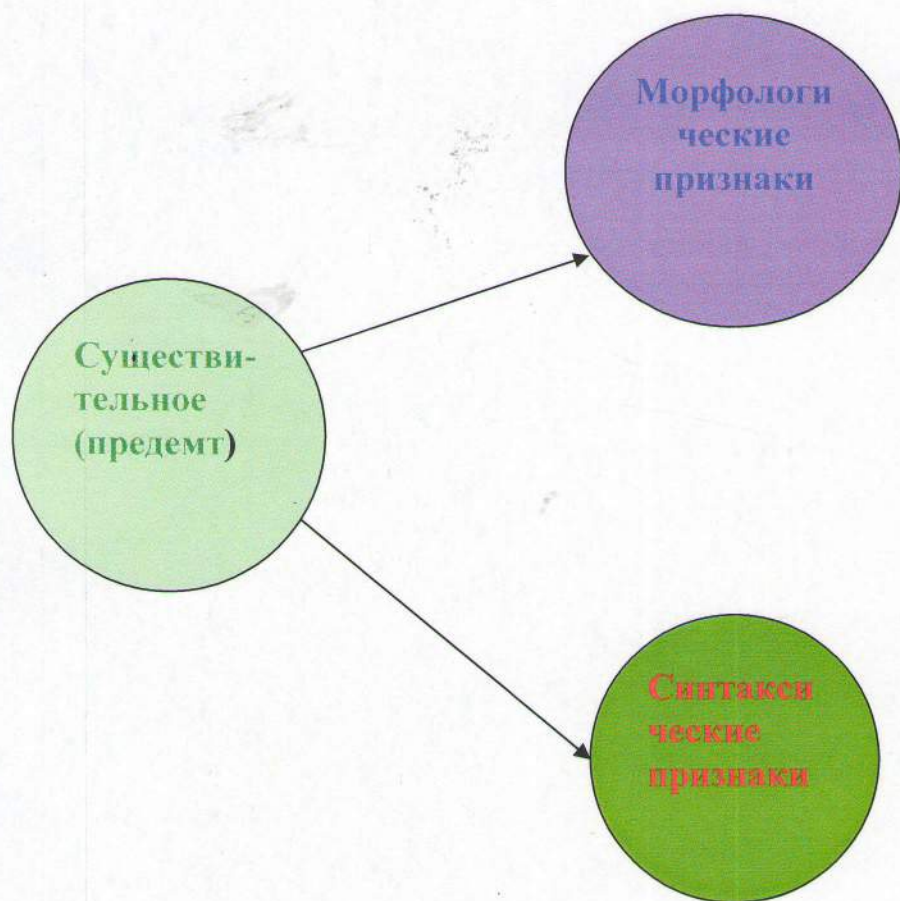 Морфологи
ческие
признаки
Существи-
тельное
(предемт)
Синтакси
ческие
признаки